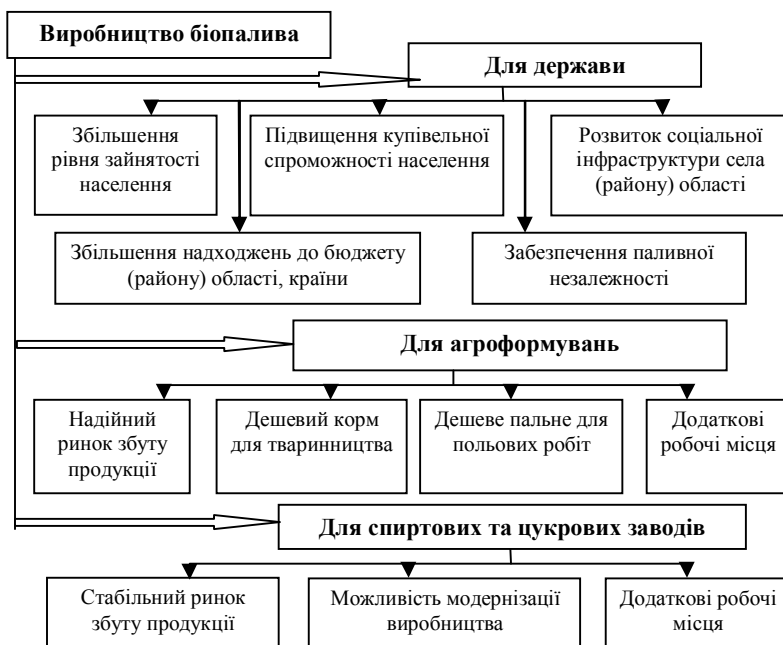 Виробництво біопалива
Для держави
Збільшення
рівня зайнятості
населення
Підвищення купівельної
спроможності населення
Розвиток соціальної
інфраструктури села
(району) області
Збільшення надходжень до бюджету
(району) області, країни
Забезпечення паливної
незалежності
Для агроформувань
Надійний
ринок збуту
продукції
Дешевий корм
для тваринництва
Дешеве пальне для
польових робіт
Додаткові
робочі місця
Для спиртових та цукрових заводів
Стабільний ринок
збуту продукції
Можливість модернізації
виробництва
Додаткові робочі
місця